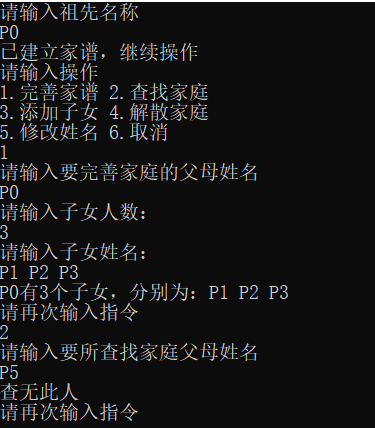 请输入祖先名称
P0
已建立家谱，继续操作
请输入操作
1.完善家谱 2.查找家庭
3.添加子女 4.解散家庭
5.修改姓名 6.取消
1
请输入要完善家庭的父母姓名
P0
请输入子女人数：
3
请输入子女姓名：
P1 P2 P3
P0有3个子女，分别为：P1 P2 P3
请再次输入指令
2
请输入要所查找家庭父母姓名
P5
查无此人
请再次输入指令